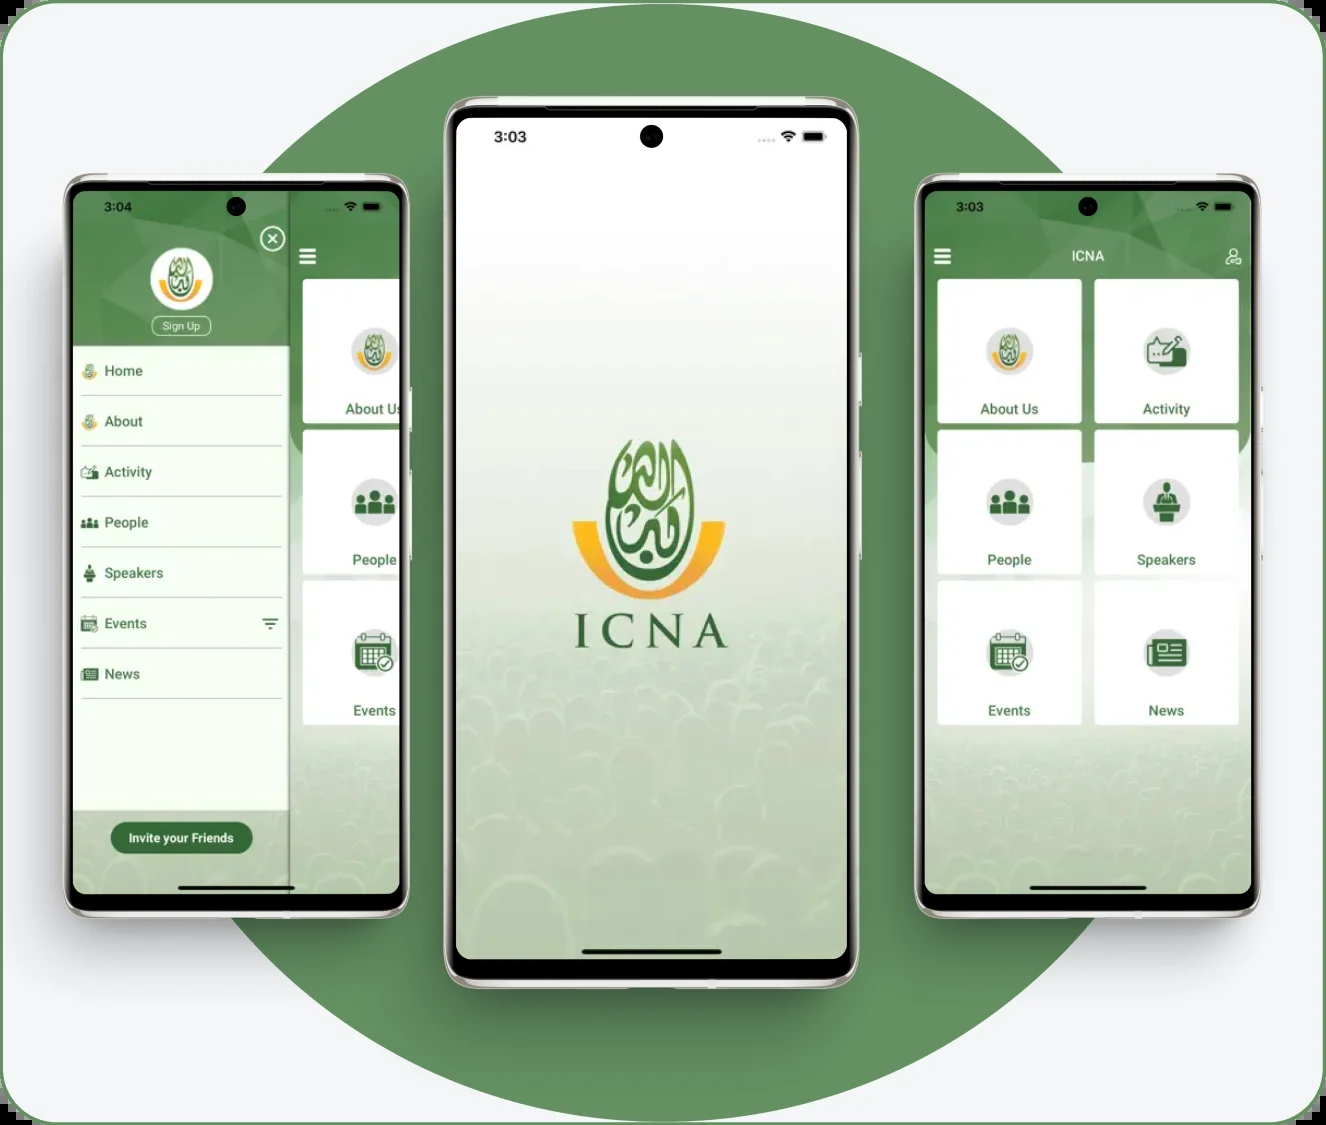 3:04
Sign Up
Home
About
Activity
People
Speakers
Events
News
Invite your Friends
About Us
People
Events
3:03
ICNA
3:03
ICNA
About Us
Activity
People
Speakers
Events
News